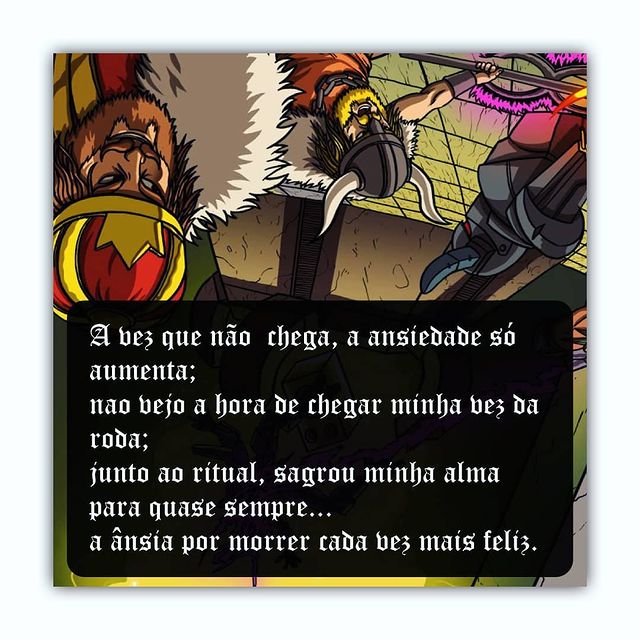 A vez que não chega, a ansiedade só
aumenta;
nao vejo a hora de chegar minha vez da
roda;
junto ao ritual, sagrou minha alma
para quase sempre...
a ânsia por morrer cada vez mais feliz.